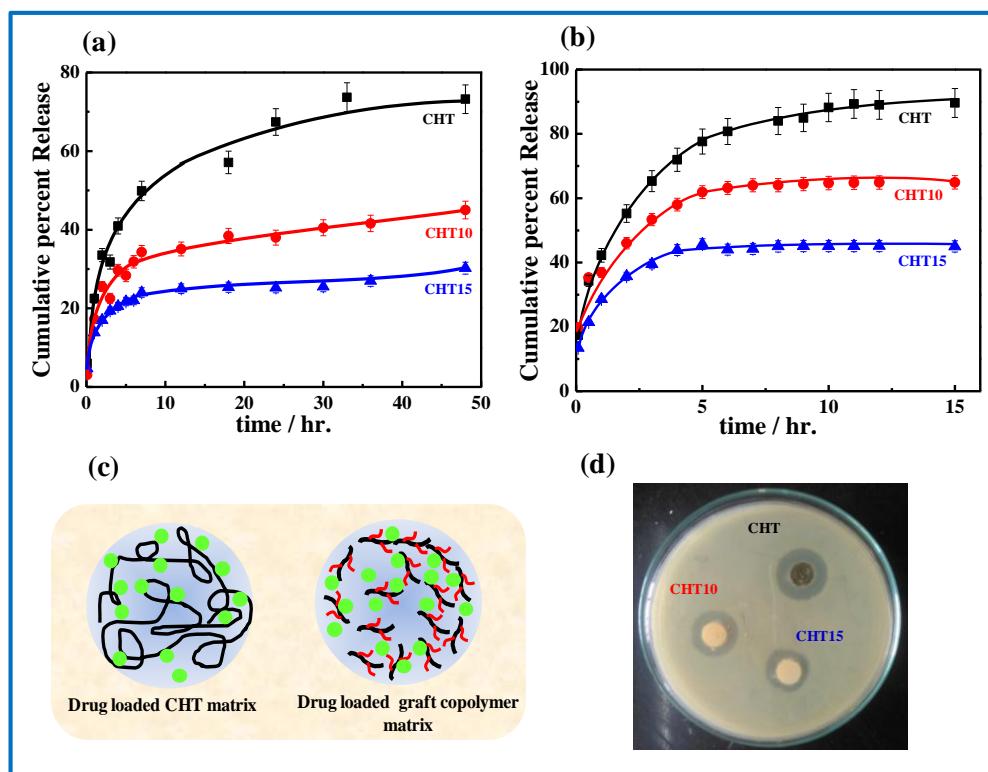 (a)
Cumulative percent Release
80
60
40
20
0
0 10 20 30 40 50
time / hr.
CHT
CHT10
CHT15
(b)
Cumulative percent Release
100
80
60
40
20
0
0 5 10 15
time / hr.
CHT
CHT10
CHT15
(c)
Drug loaded CHT matrix
Drug loaded graft copolymer
matrix
(d)
CHT
CHT10
CHT15